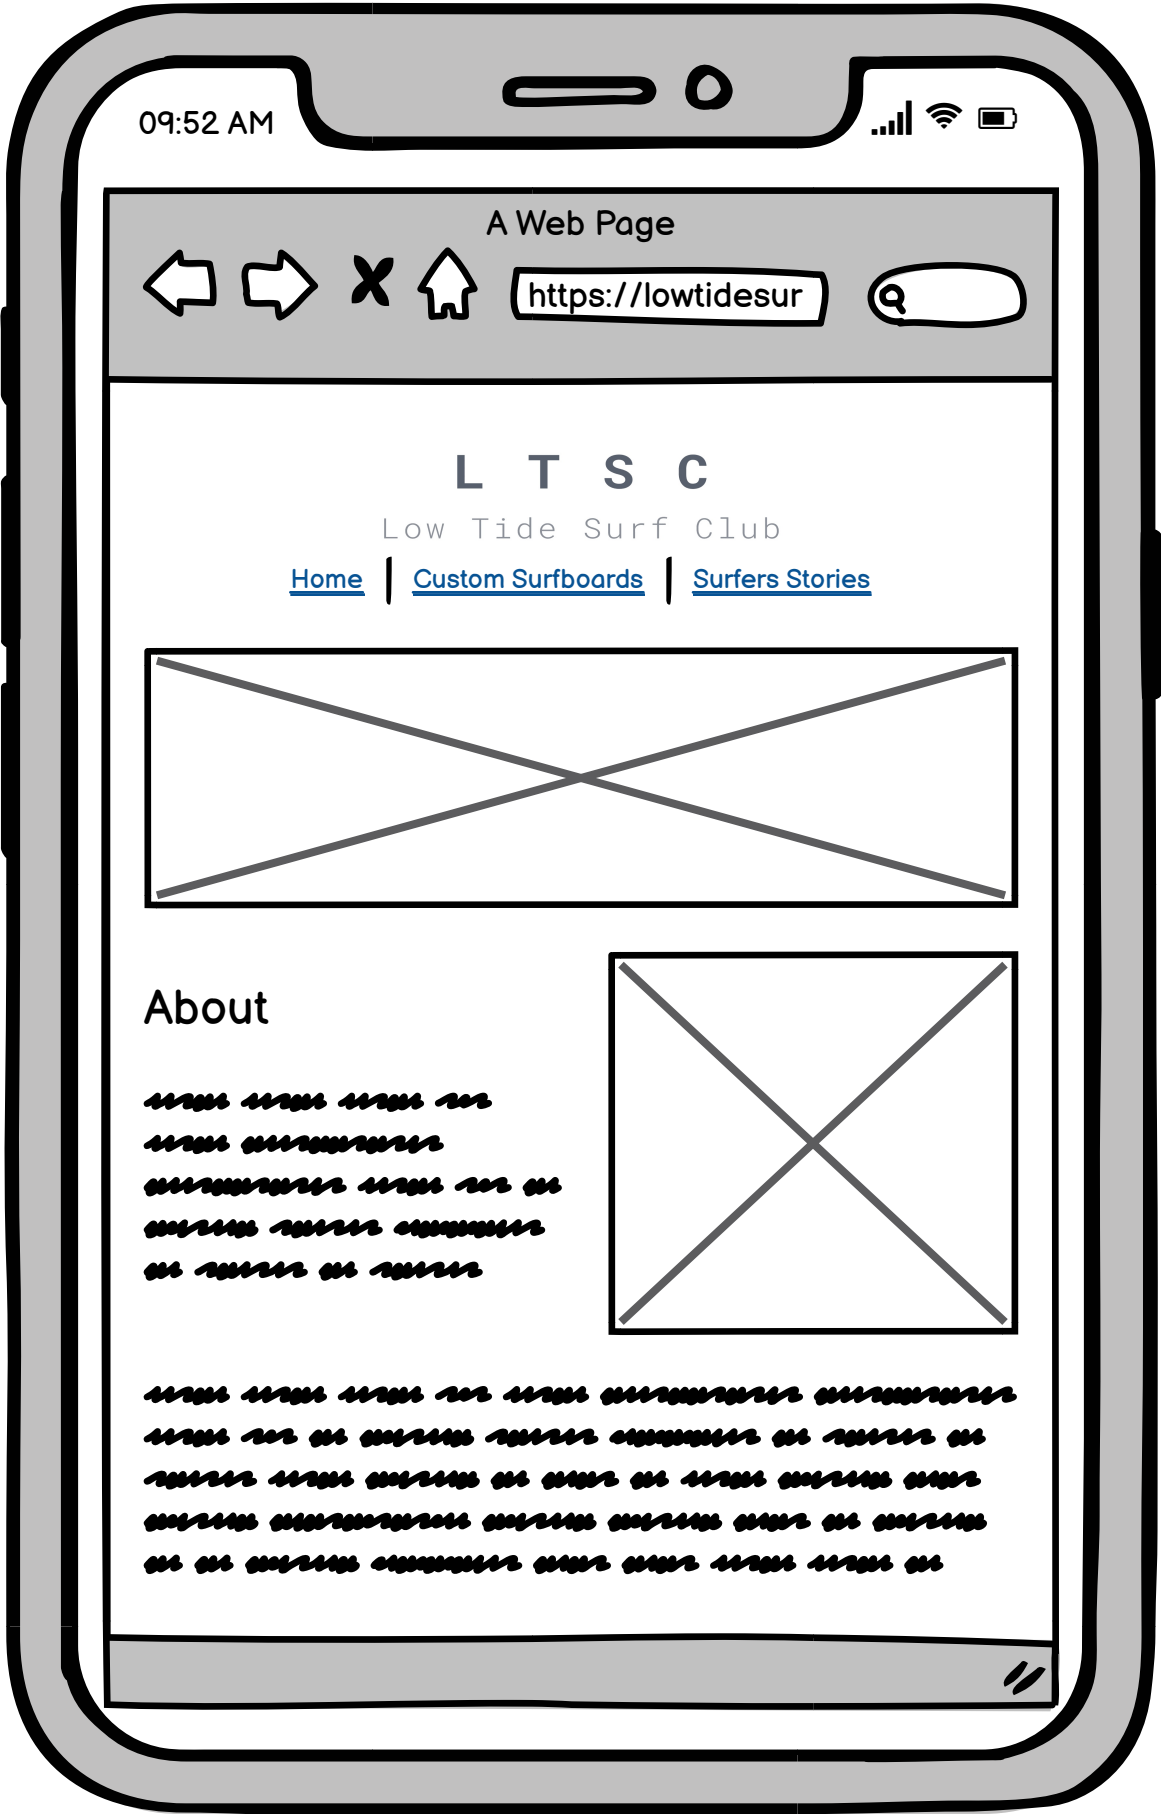 09:52 AM
A Web Page
https://lowtidesur
L T S C
Low Tide Surf Club
Home | Custom Surfboards | Surfers Stories
About